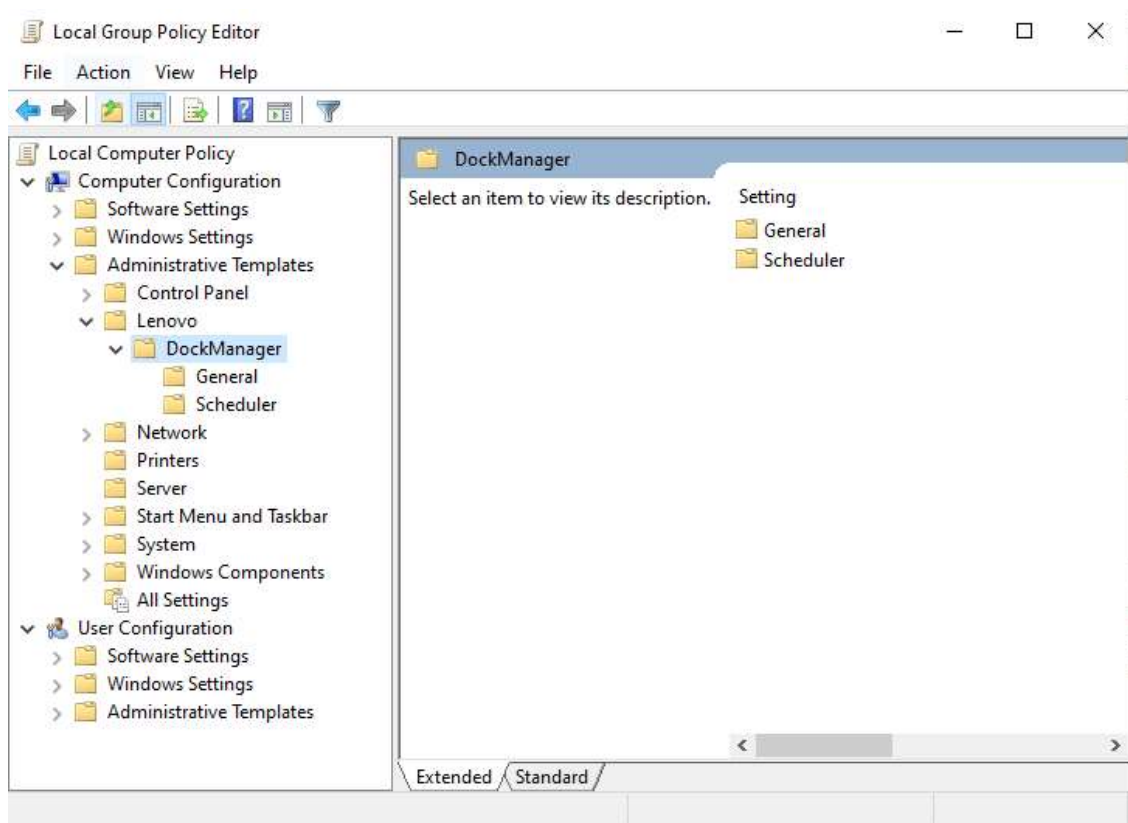 Local Group Policy Editor
File Action View Help
Local Computer Policy
Computer Configuration
Software Settings
Windows Settings
Administrative Templates
Control Panel
Lenovo
DockManager
General
Scheduler
Network
Printers
Server
Start Menu and Taskbar
System
Windows Components
All Settings
User Configuration
Software Settings
Windows Settings
Administrative Templates
DockManager
Select an item to view its description.
Setting
General
Scheduler
Extended Standard